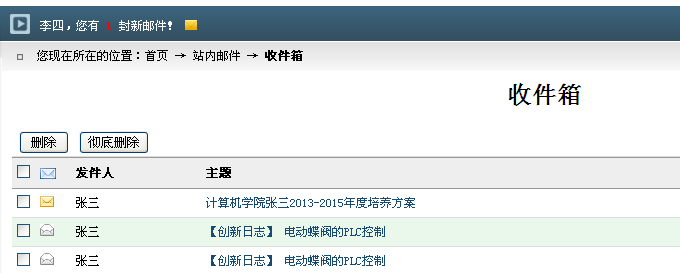 李四,您有 1 封新邮件!
您现在所在的位置:首页 → 站内邮件 → 收件箱
收件箱
删除 彻底删除
发件人 主题
张三 计算机学院张三2013-2015年度培养方案
张三 【创新日志】 电动蝶阀的PLC控制
张三 【创新日志】 电动蝶阀的PLC控制